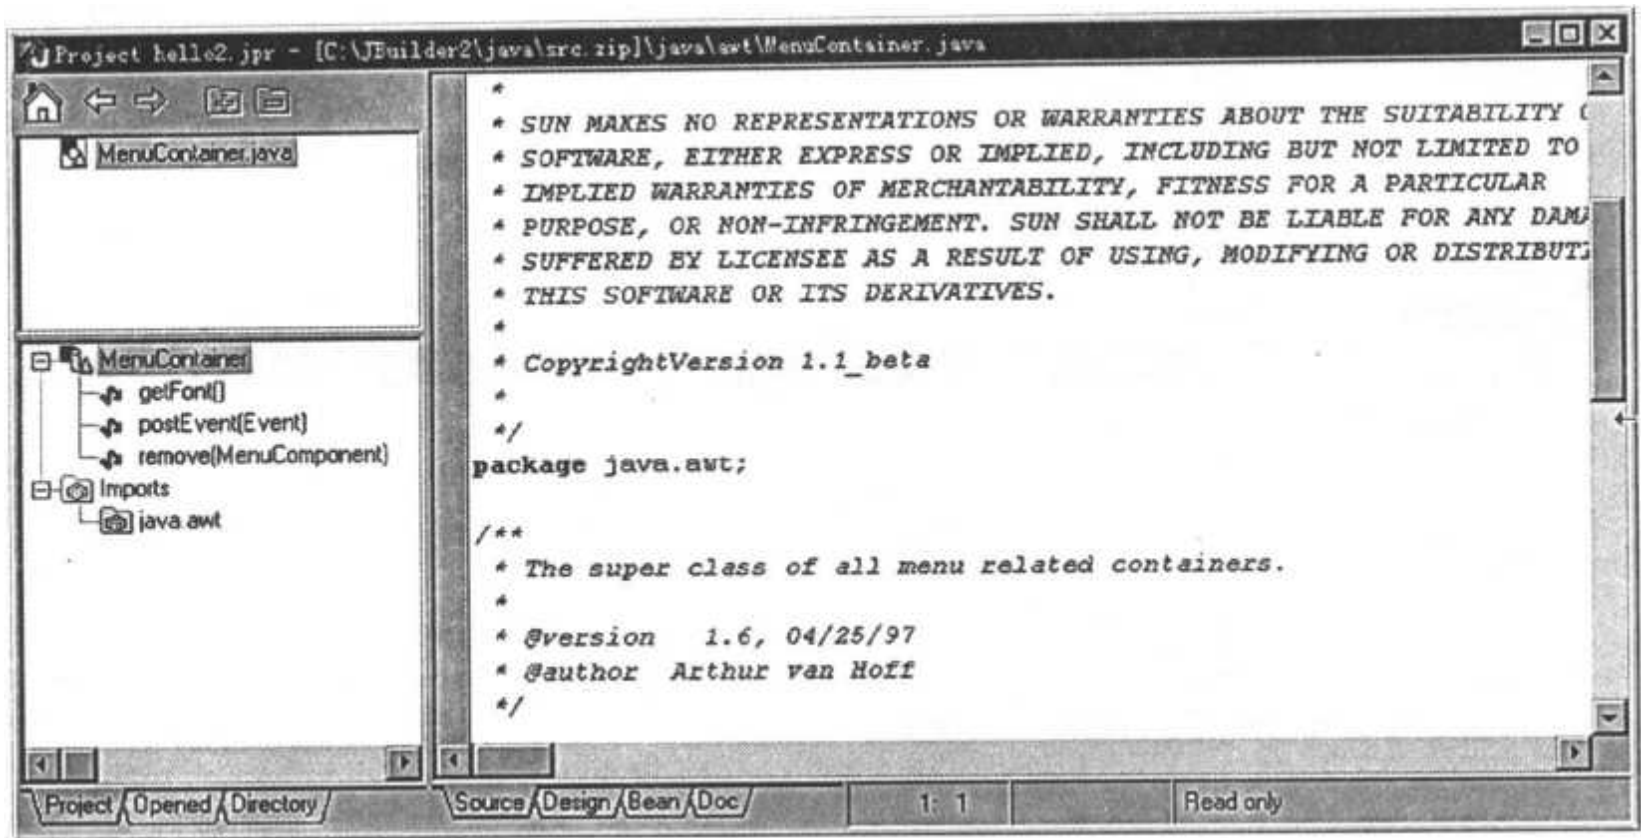 Project hello2.jpr - [C:\JBuilder2\java\src.zip]\java\awt\MenuContainer.java
MenuContainer.java
MenuContainer
getFont()
postEvent(Event)
remove(MenuComponent)
Imports
java.awt
Project
Opened
Directory
*
* SUN MAKES NO REPRESENTATIONS OR WARRANTIES ABOUT THE SUITABILITY
* SOFTWARE, EITHER EXPRESS OR IMPLIED, INCLUDING BUT NOT LIMITED TO
* IMPLIED WARRANTIES OF MERCHANTABILITY, FITNESS FOR A PARTICULAR
* PURPOSE, OR NON-INFRINGEMENT. SUN SHALL NOT BE LIABLE FOR ANY DAMA
* SUFFERED BY LICENSEE AS A RESULT OF USING, MODIFYING OR DISTRIBUTI
* THIS SOFTWARE OR ITS DERIVATIVES.
*
* CopyrightVersion 1.1_beta
*
*/
package java.awt;
/**
* The super class of all menu related containers.
*
* @version 1.6, 04/25/97
* @author Arthur van Hoff
*/
Source
Design
Bean
Doc
1: 1
Read only